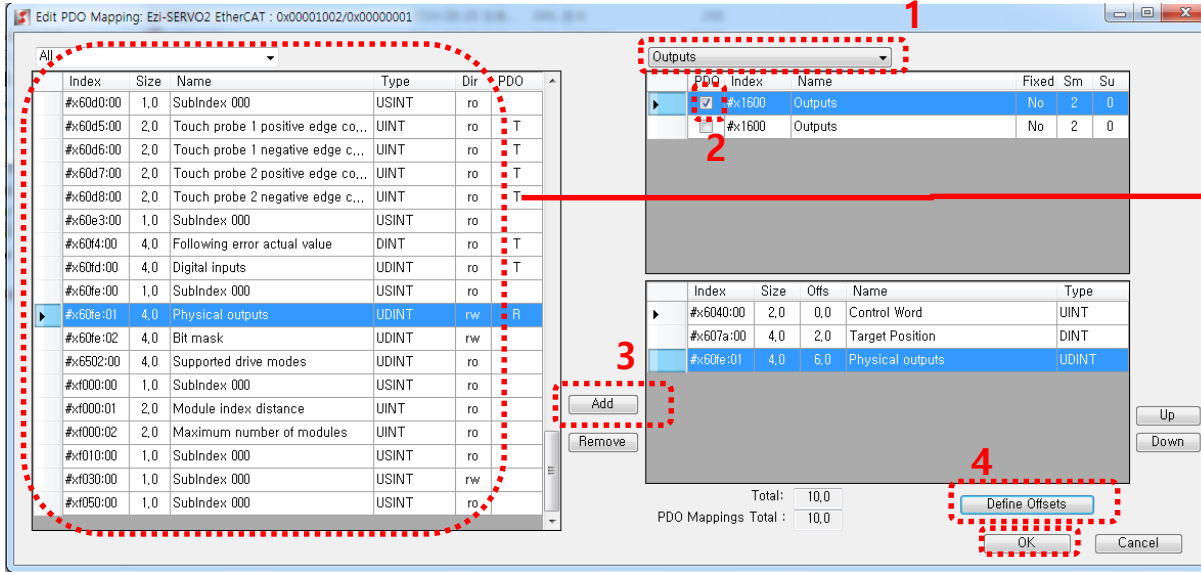 Edit PDO Mapping: Ezi-SERVO2 EtherCAT : 0x00001002/0x00000001
1
All
Outputs
Index Size Name Type Dir PDO
#x60d0:00 1,0 SubIndex 000 USINT ro
#x60d5:00 2,0 Touch probe 1 positive edge co,,, UINT ro T
#x60d6:00 2,0 Touch probe 1 negative edge c,,, UINT ro T
#x60d7:00 2,0 Touch probe 2 positive edge co,,, UINT ro T
#x60d8:00 2,0 Touch probe 2 negative edge c,,, UINT ro T
#x60e3:00 1,0 SubIndex 000 USINT ro
#x60f4:00 4,0 Following error actual value DINT ro T
#x60fd:00 4,0 Digital inputs UDINT ro T
#x60fe:00 1,0 SubIndex 000 USINT ro
#x60fe:01 4,0 Physical outputs UDINT rw R
#x60fe:02 4,0 Bit mask UDINT rw
#x6502:00 4,0 Supported drive modes UDINT ro
#xf000:00 1,0 SubIndex 000 USINT ro
#xf000:01 2,0 Module index distance UINT ro
#xf000:02 2,0 Maximum number of modules UINT ro
#xf010:00 1,0 SubIndex 000 USINT ro
#xf030:00 1,0 SubIndex 000 USINT rw
#xf050:00 1,0 SubIndex 000 USINT ro
PDO Index Name Fixed Sm Su
#x1600 Outputs No 2 0
#x1600 Outputs No 2 0
2
Index Size Offs Name Type
#x6040:00 2,0 0,0 Control Word UINT
#x607a:00 4,0 2,0 Target Position DINT
#x60fe:01 4,0 6,0 Physical outputs UDINT
3
Add
Remove
Up
Down
4
Total: 10,0
PDO Mappings Total : 10,0
Define Offsets
OK
Cancel